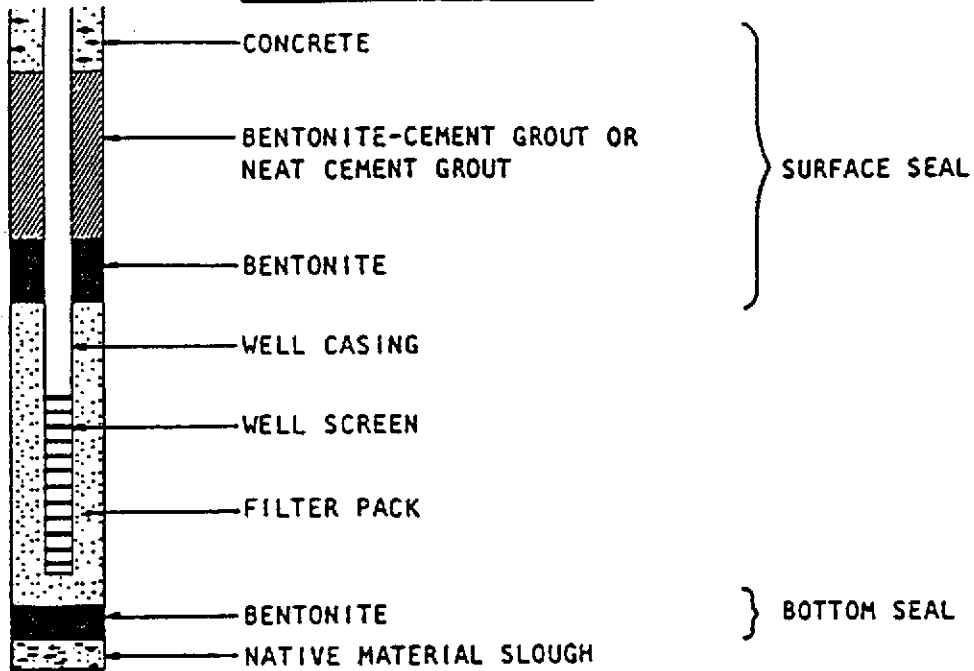 CONCRETE
BENTONITE-CEMENT GROUT OR
NEAT CEMENT GROUT
SURFACE SEAL
BENTONITE
WELL CASING
WELL SCREEN
FILTER PACK
BENTONITE
BOTTOM SEAL
NATIVE MATERIAL SLOUGH